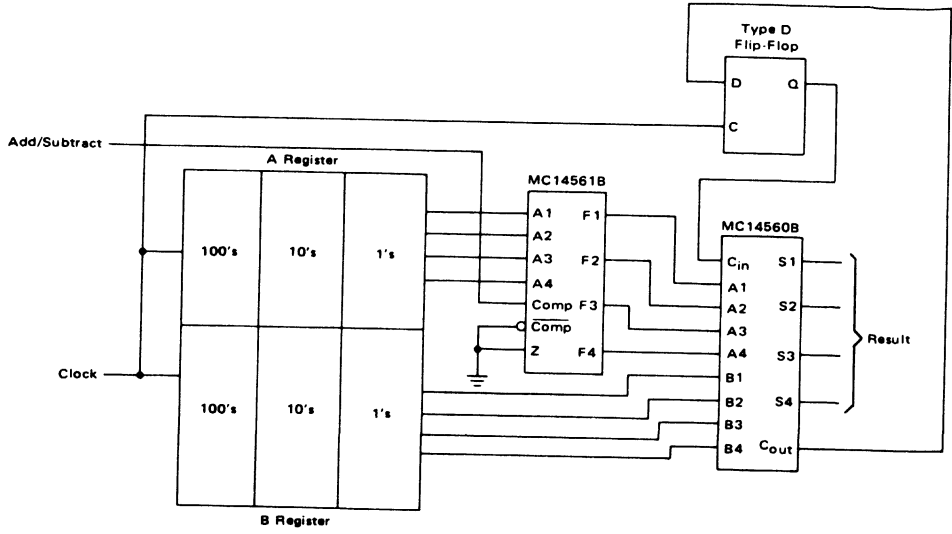 Type D
Flip-Flop
D Q
C
Add/Subtract
A Register
MC14561B
100's 10's 1's
A1 F1
A2
A3 F2
A4
Comp F3
Comp
Z F4
MC14560B
Cin S1
A1
A2 S2
A3
A4 S3
B1
B2 S4
B3
B4 Cout
Result
Clock
100's 10's 1's
B Register